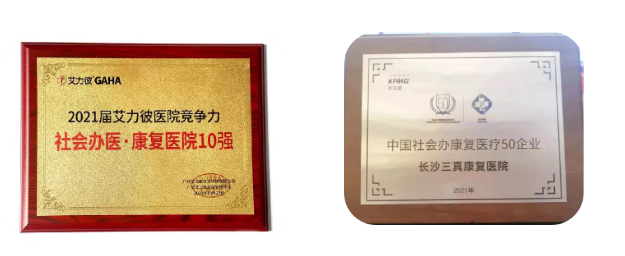 艾力彼 GAHA
2021届艾力彼医院竞争力
社会办医·康复医院10强
KPMG
中国社会办康复医疗50企业
长沙三真康复医院
2021年